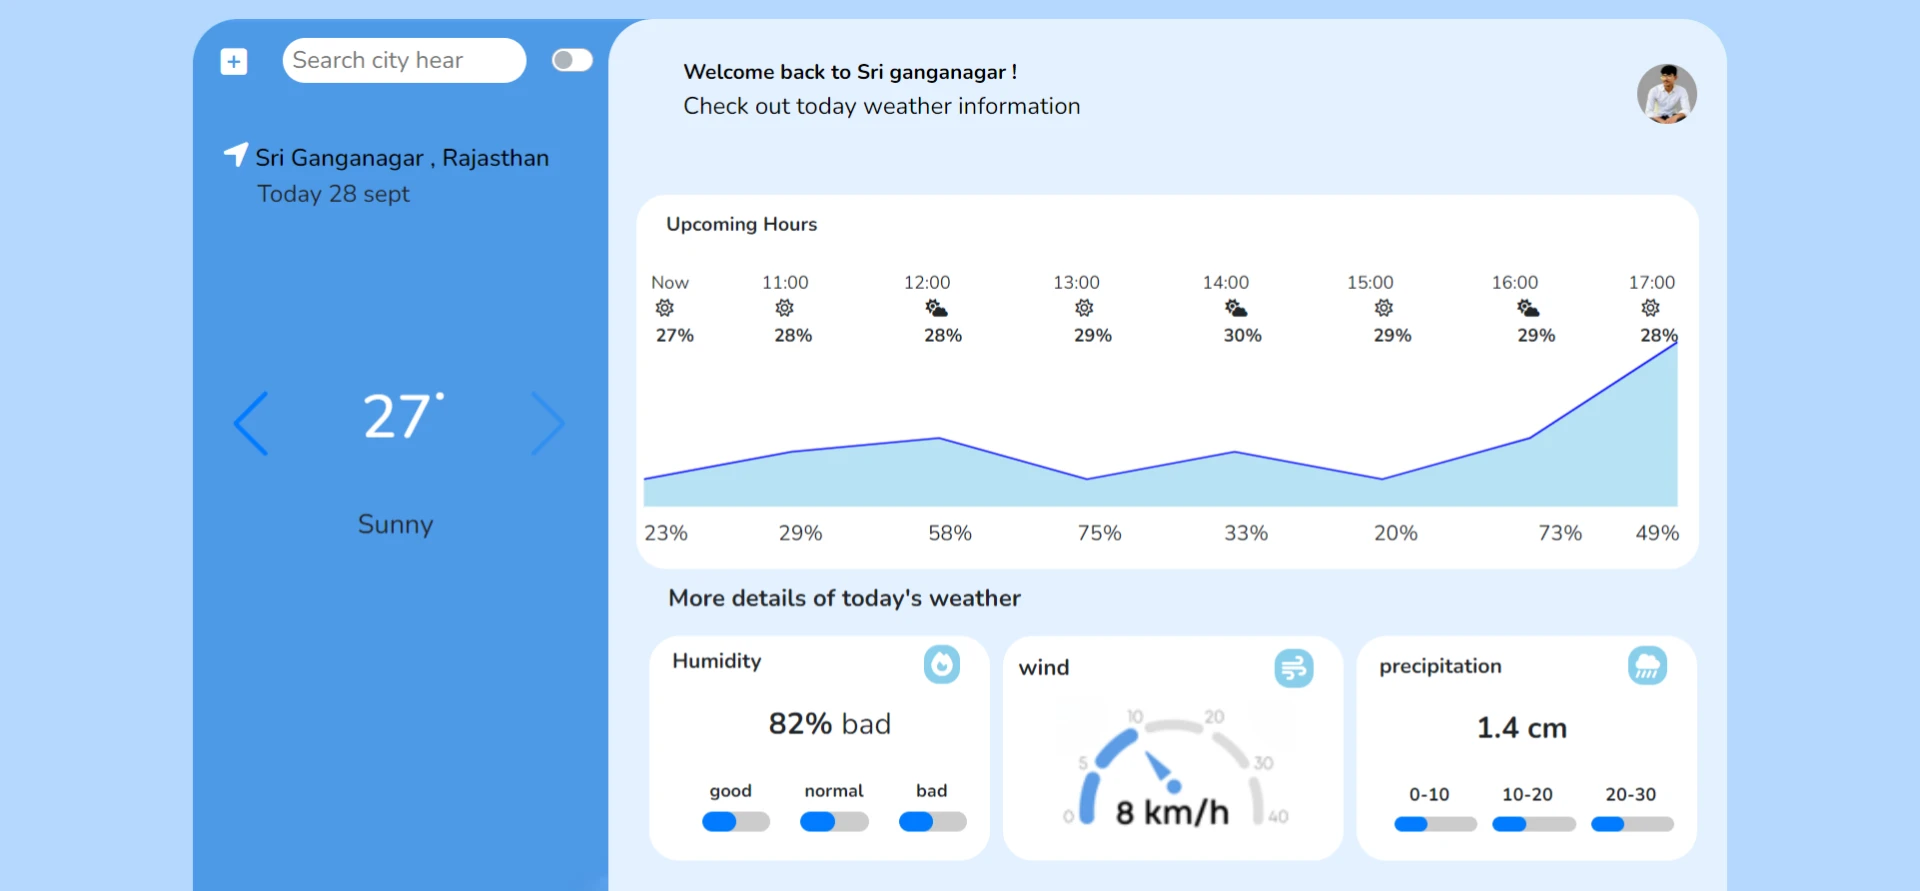 Search city hear
Sri Ganganagar , Rajasthan
Today 28 sept
27°
Sunny
Welcome back to Sri ganganagar !
Check out today weather information
Upcoming Hours
Now 11:00 12:00 13:00 14:00 15:00 16:00 17:00
27% 28% 28% 29% 30% 29% 29% 28%
23% 29% 58% 75% 33% 20% 73% 49%
More details of today's weather
Humidity
82% bad
good normal bad
wind
10 20
5 30
0 40
8 km/h
precipitation
1.4 cm
0-10 10-20 20-30